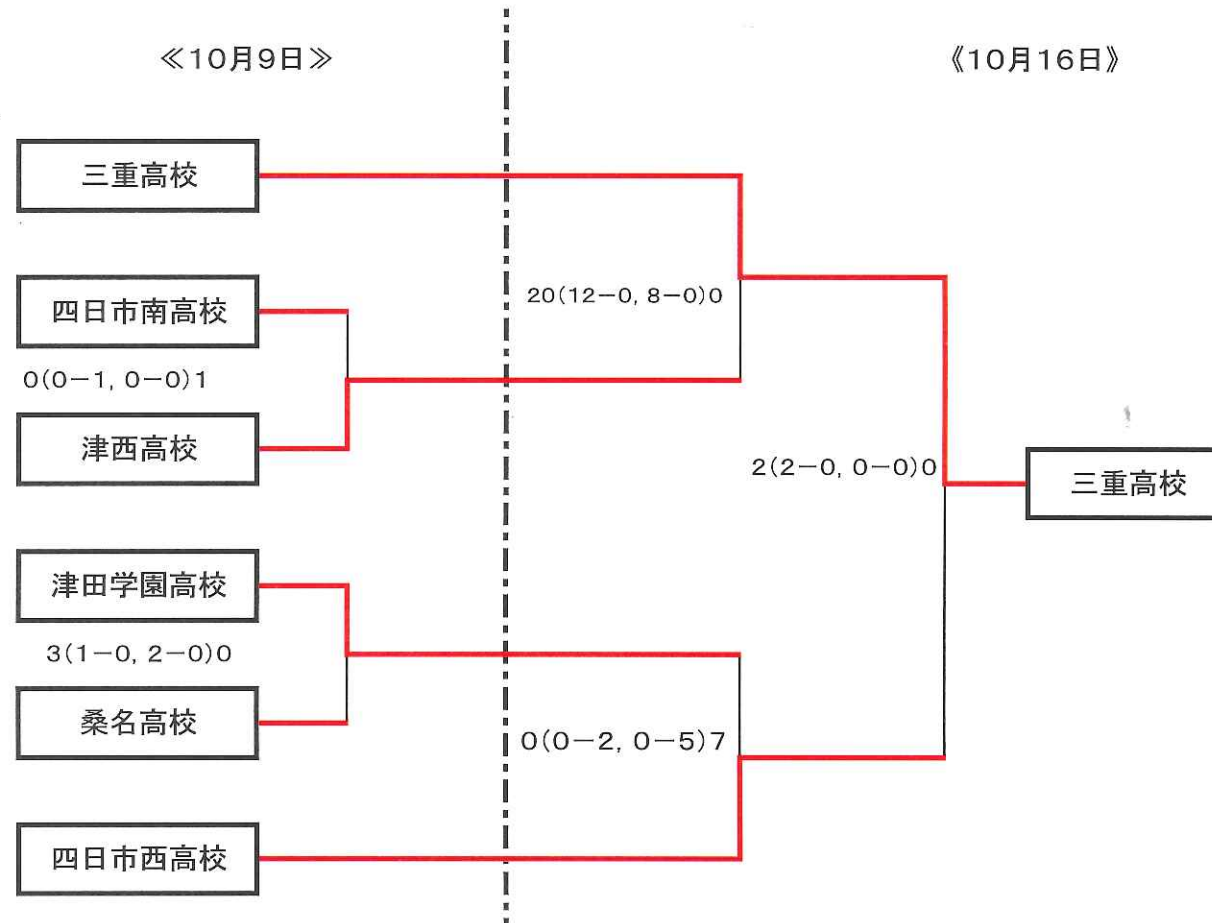 ≪10月9日≫
《10月16日》
三重高校
四日市南高校
20(12-0, 8-0)0
0(0-1, 0-0)1
津西高校
2(2-0, 0-0)0
三重高校
津田学園高校
3(1-0, 2-0)0
桑名高校
0(0-2, 0-5)7
四日市西高校